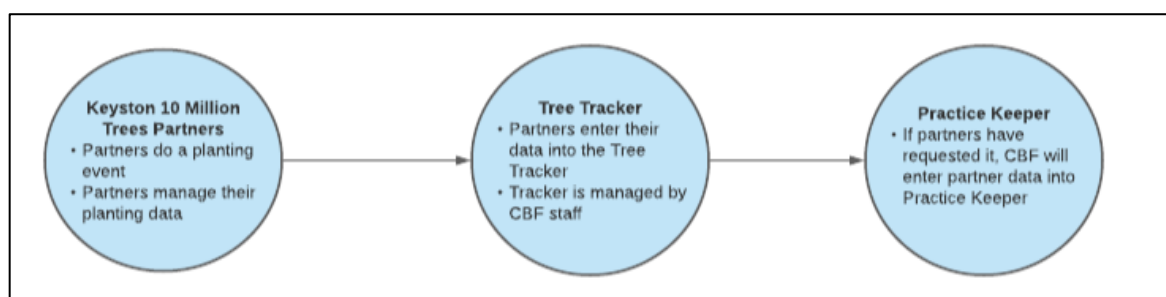 Keyston 10 Million
Trees Partners
• Partners do a planting
event
• Partners manage their
planting data
Tree Tracker
• Partners enter their
data into the Tree
Tracker
• Tracker is managed by
CBF staff
Practice Keeper
• If partners have
requested it, CBF will
enter partner data into
Practice Keeper